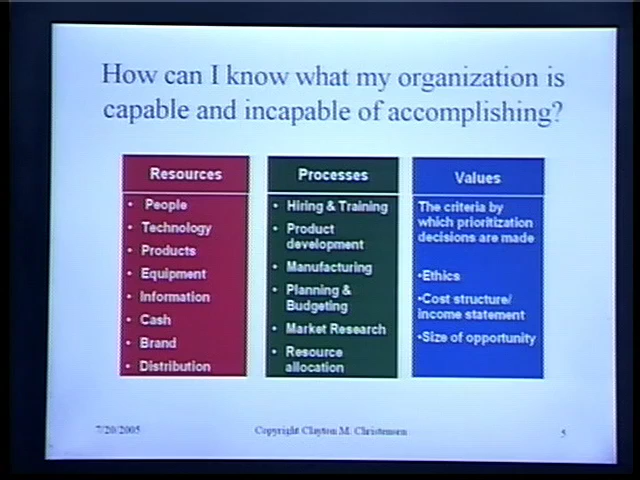 How can I know what my organization is
capable and incapable of accomplishing?
Resources
• People
• Technology
• Products
• Equipment
• Information
• Cash
• Brand
• Distribution
Processes
• Hiring & Training
• Product
development
• Manufacturing
• Planning &
Budgeting
• Market Research
• Resource
allocation
Values
The criteria by
which prioritization
decisions are made
•Ethics
•Cost structure/
income statement
•Size of opportunity
7/20/2005
Copyright Clayton M. Christensen
5